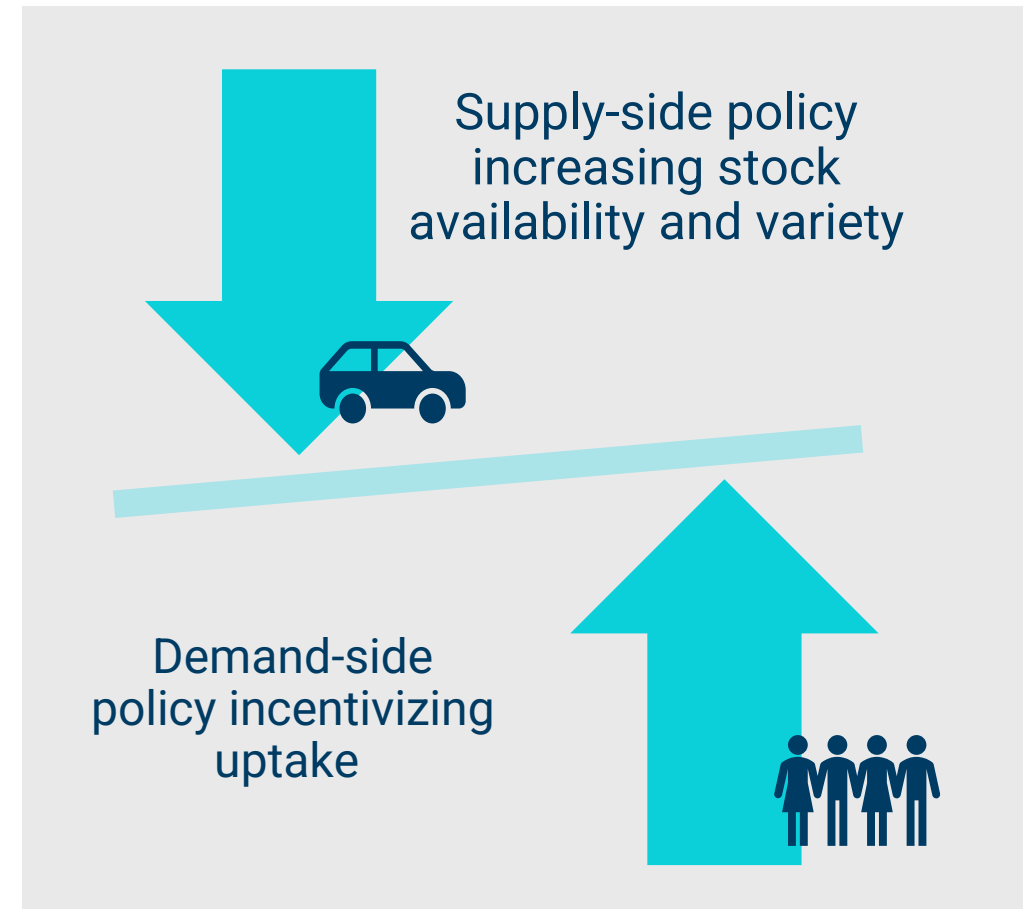 Supply-side policy
increasing stock
availability and variety
Demand-side
policy incentivizing
uptake